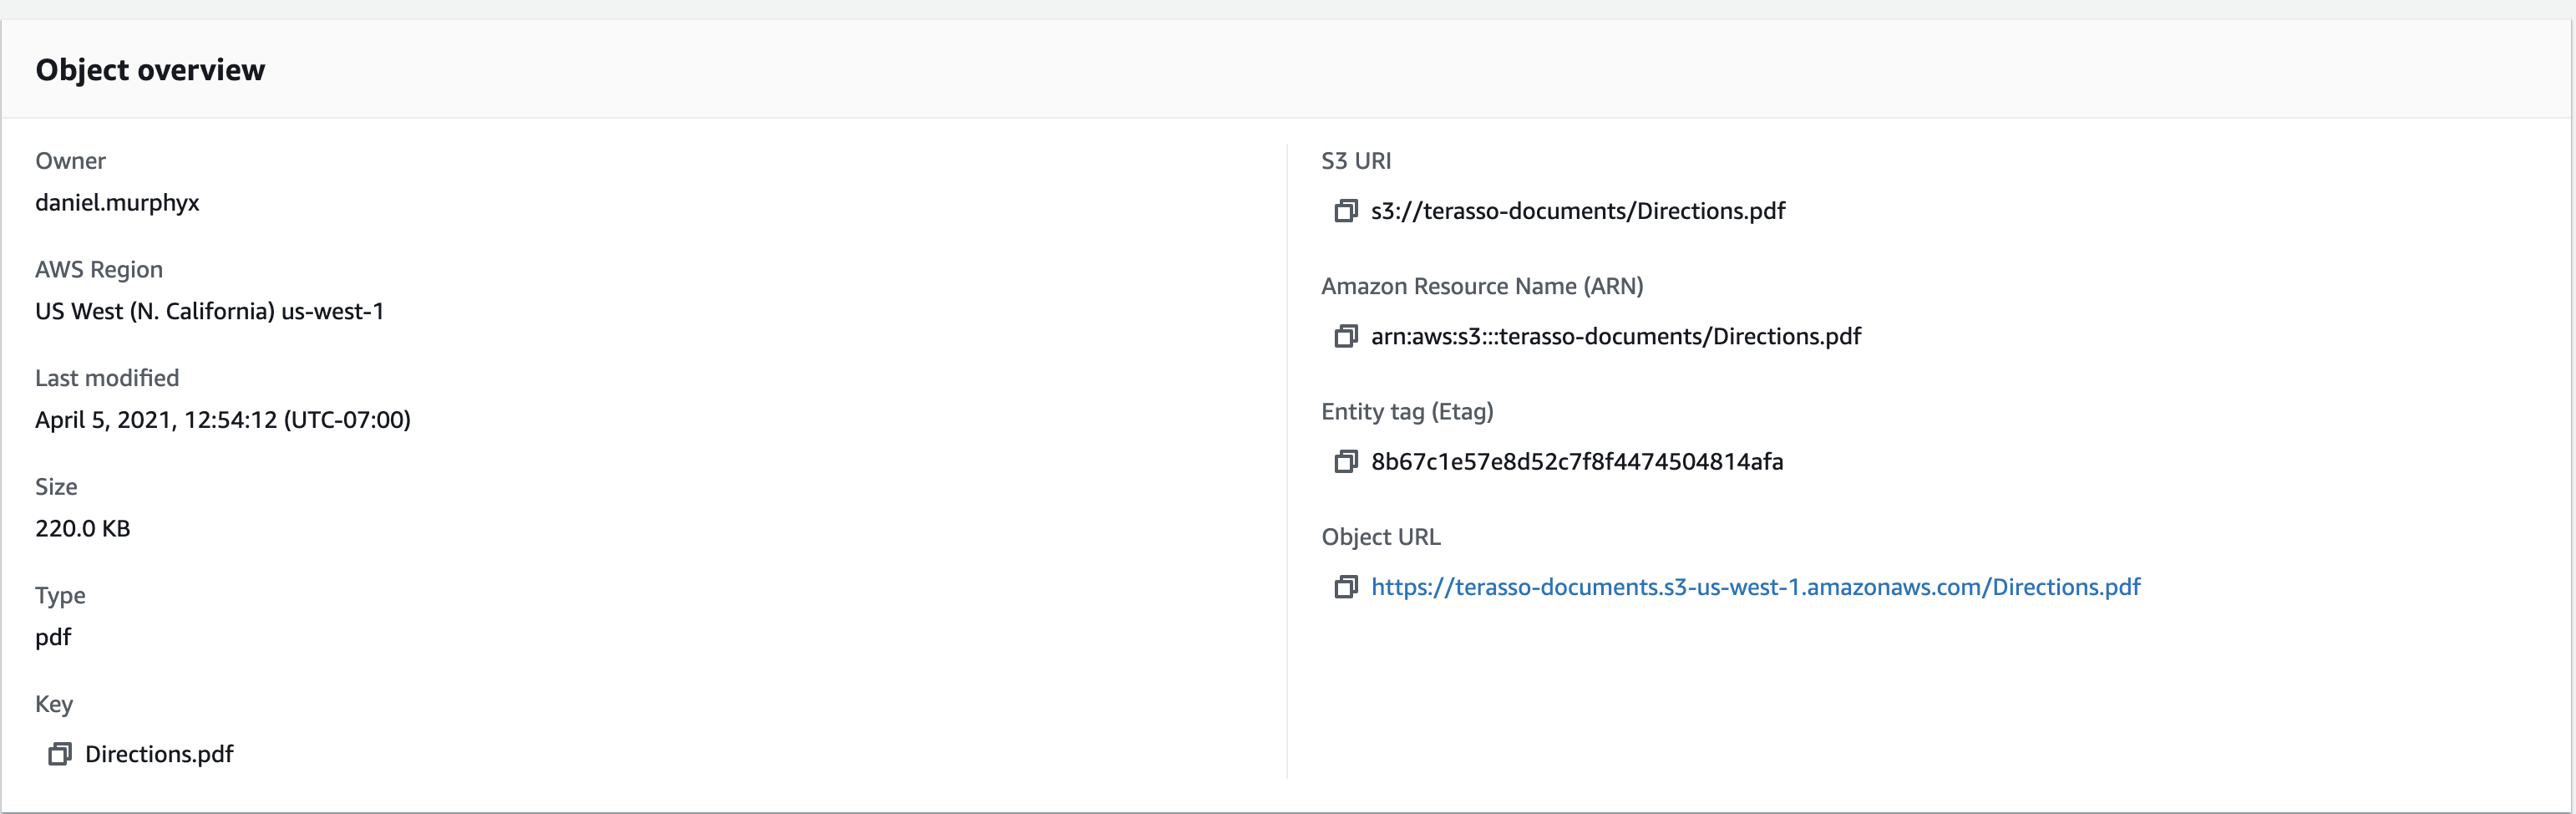 Object overview
Owner
daniel.murphyx
AWS Region
US West (N. California) us-west-1
Last modified
April 5, 2021, 12:54:12 (UTC-07:00)
Size
220.0 KB
Type
pdf
Key
Directions.pdf
S3 URI
s3://terasso-documents/Directions.pdf
Amazon Resource Name (ARN)
arn:aws:s3:::terasso-documents/Directions.pdf
Entity tag (Etag)
8b67c1e57e8d52c7f8f4474504814afa
Object URL
https://terasso-documents.s3-us-west-1.amazonaws.com/Directions.pdf